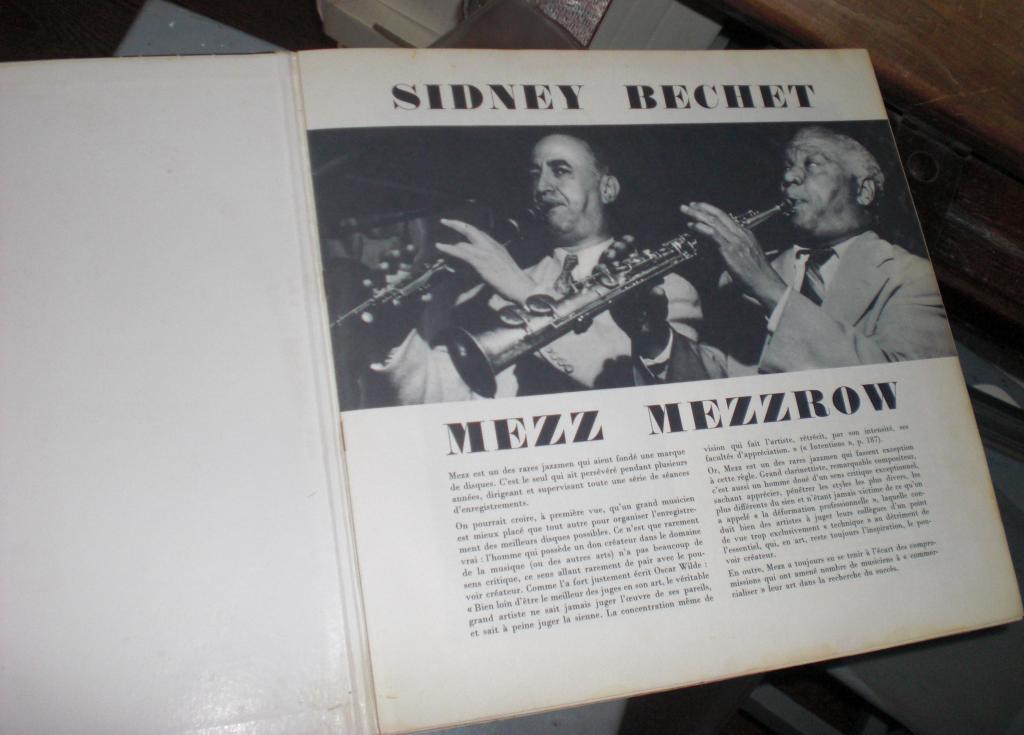 SIDNEY BECHET
MEZZ MEZZROW
Mezz est un des rares jazzmen qui aient fondé une marque
de disques. C'est le seul qui ait persévéré pendant plusieurs
années, dirigeant et supervisant toute une série de séances
d'enregistrements.
On pourrait croire, à première vue, qu'un grand musicien
est mieux placé que tout autre pour organiser l'enregistre-
ment des meilleurs disques possibles. Ce n'est que rarement
vrai : l'homme qui possède un don créateur dans le domaine
de la musique (ou des autres arts) n'a pas beaucoup de
sens critique, ce sens allant rarement de pair avec le pou-
voir créateur. Comme l'a fort justement écrit Oscar Wilde :
« Bien loin d'être le meilleur des juges en son art, le véritable
grand artiste ne sait jamais juger l'œuvre de ses pareils,
et sait à peine juger la sienne. La concentration même de
vision qui fait l'artiste, rétrécit, par son intensité, ses
facultés d'appréciation. » (« Intentions », p. 187).
Or, Mezz est un des rares jazzmen qui fassent exception
à cette règle. Grand clarinettiste, remarquable compositeur,
c'est aussi un homme doué d'un sens critique exceptionnel,
sachant apprécier, pénétrer les styles les plus divers, les
plus différents du sien et n'étant jamais victime de ce qu'on
a appelé « la déformation professionnelle », laquelle con-
duit bien des artistes à juger leurs collègues d'un point
de vue trop exclusivement « technique » au détriment de
l'essentiel, qui, en art, reste toujours l'inspiration, le pou-
voir créateur.
En outre, Mezz a toujours su se tenir à l'écart des compro-
missions qui ont amené nombre de musiciens à « commer-
cialiser » leur art dans la recherche du succès.